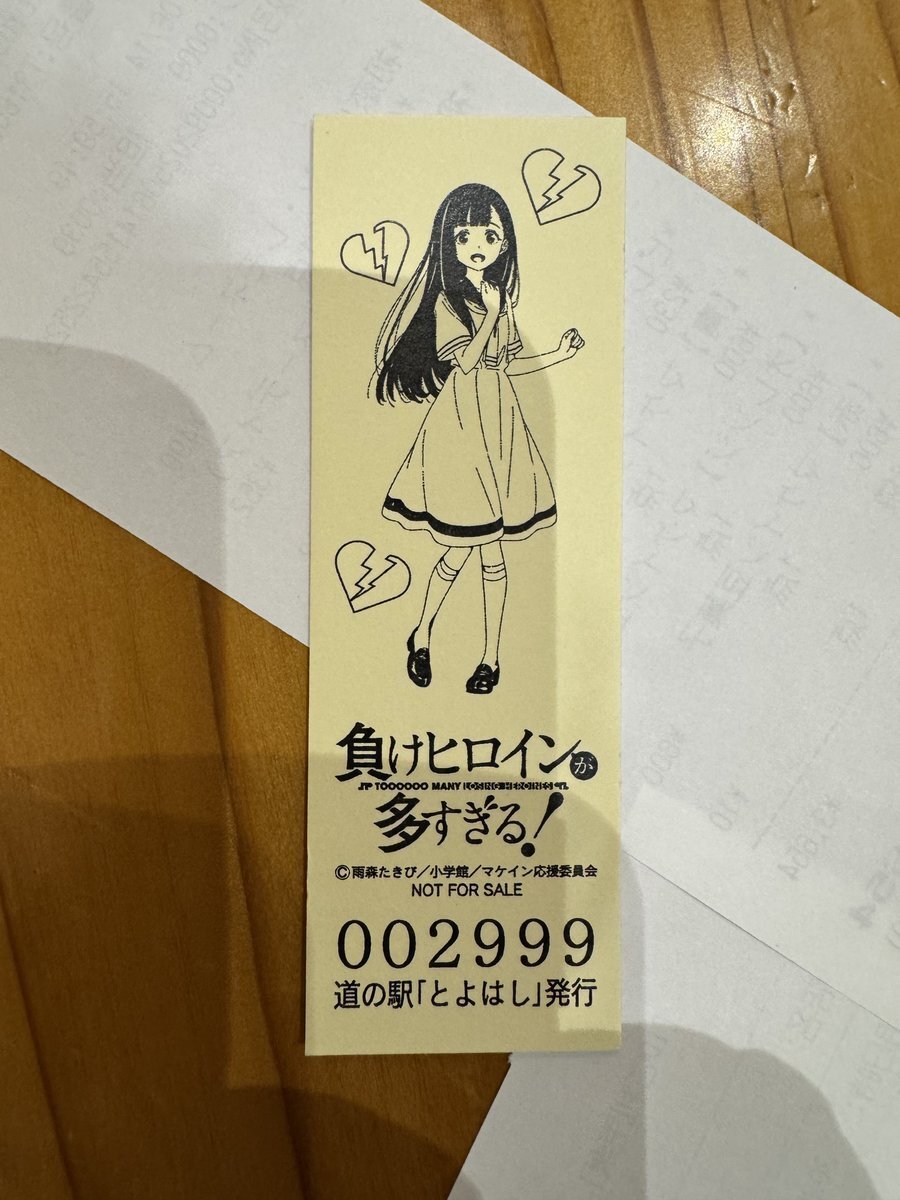 負けヒロインが
TOOOOOO MANY LOSING HEROINES
多すぎる!
©雨森たきび/小学館/マケイン応援委員会
NOT FOR SALE
002999
道の駅「とよはし」発行